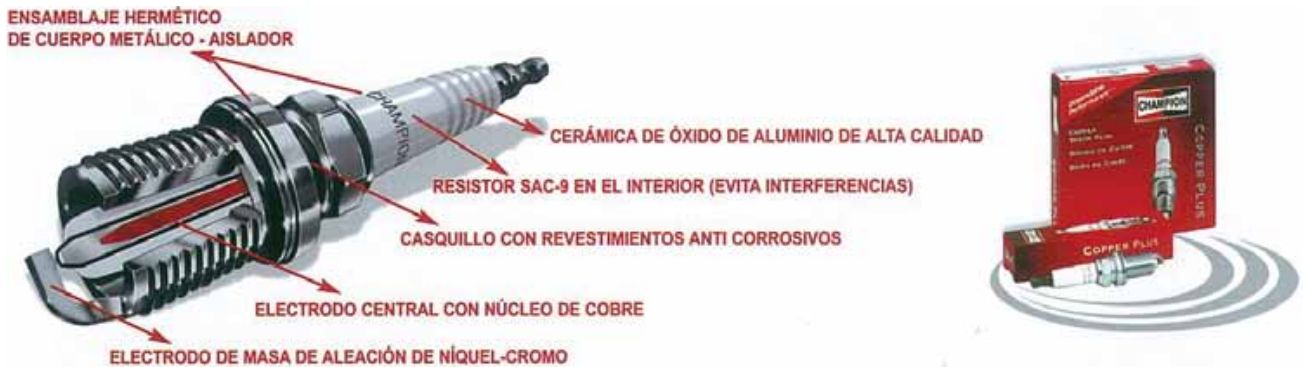 ENSAMBLAJE HERMÉTICO
DE CUERPO METÁLICO - AISLADOR
CHAMPION
CERÁMICA DE ÓXIDO DE ALUMINIO DE ALTA CALIDAD
RESISTOR SAC-9 EN EL INTERIOR (EVITA INTERFERENCIAS)
CASQUILLO CON REVESTIMIENTOS ANTI CORROSIVOS
ELECTRODO CENTRAL CON NÚCLEO DE COBRE
ELECTRODO DE MASA DE ALEACIÓN DE NÍQUEL-CROMO
CHAMPION
COPPER PLUS
COPPER PLUS